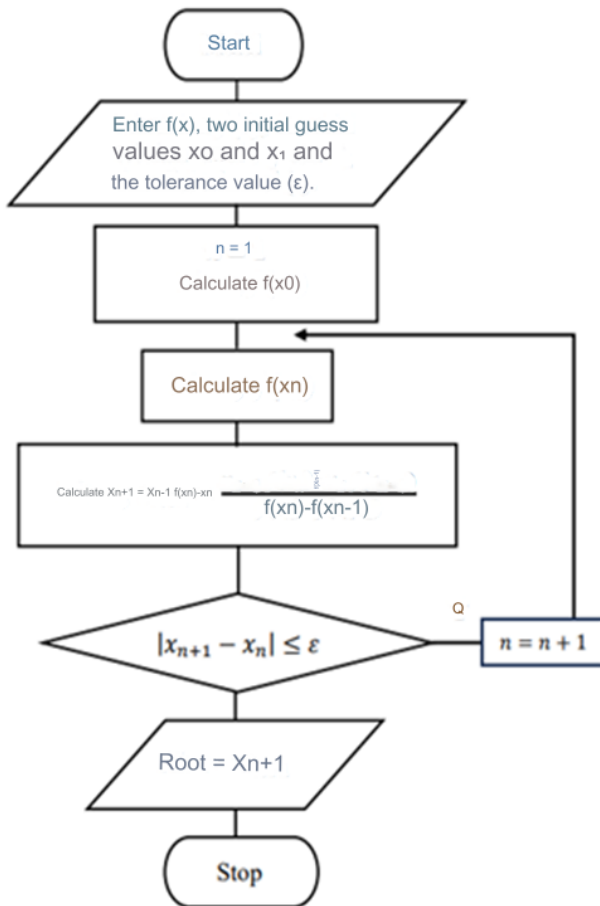 Start
Enter f(x), two initial guess
values xo and x₁ and
the tolerance value (ε).
n = 1
Calculate f(x0)
Calculate f(xn)
Calculate Xn+1 = Xn-1 f(xn)-xn
f(xn)-f(xn-1)
|xₙ₊₁ − xₙ| ≤ ε
Q
n = n + 1
Root = Xn+1
Stop